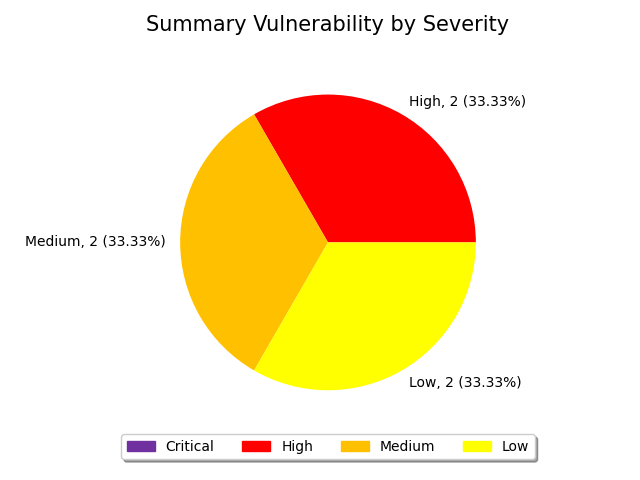 Summary Vulnerability by Severity
High, 2 (33.33%)
Medium, 2 (33.33%)
Low, 2 (33.33%)
Critical High Medium Low